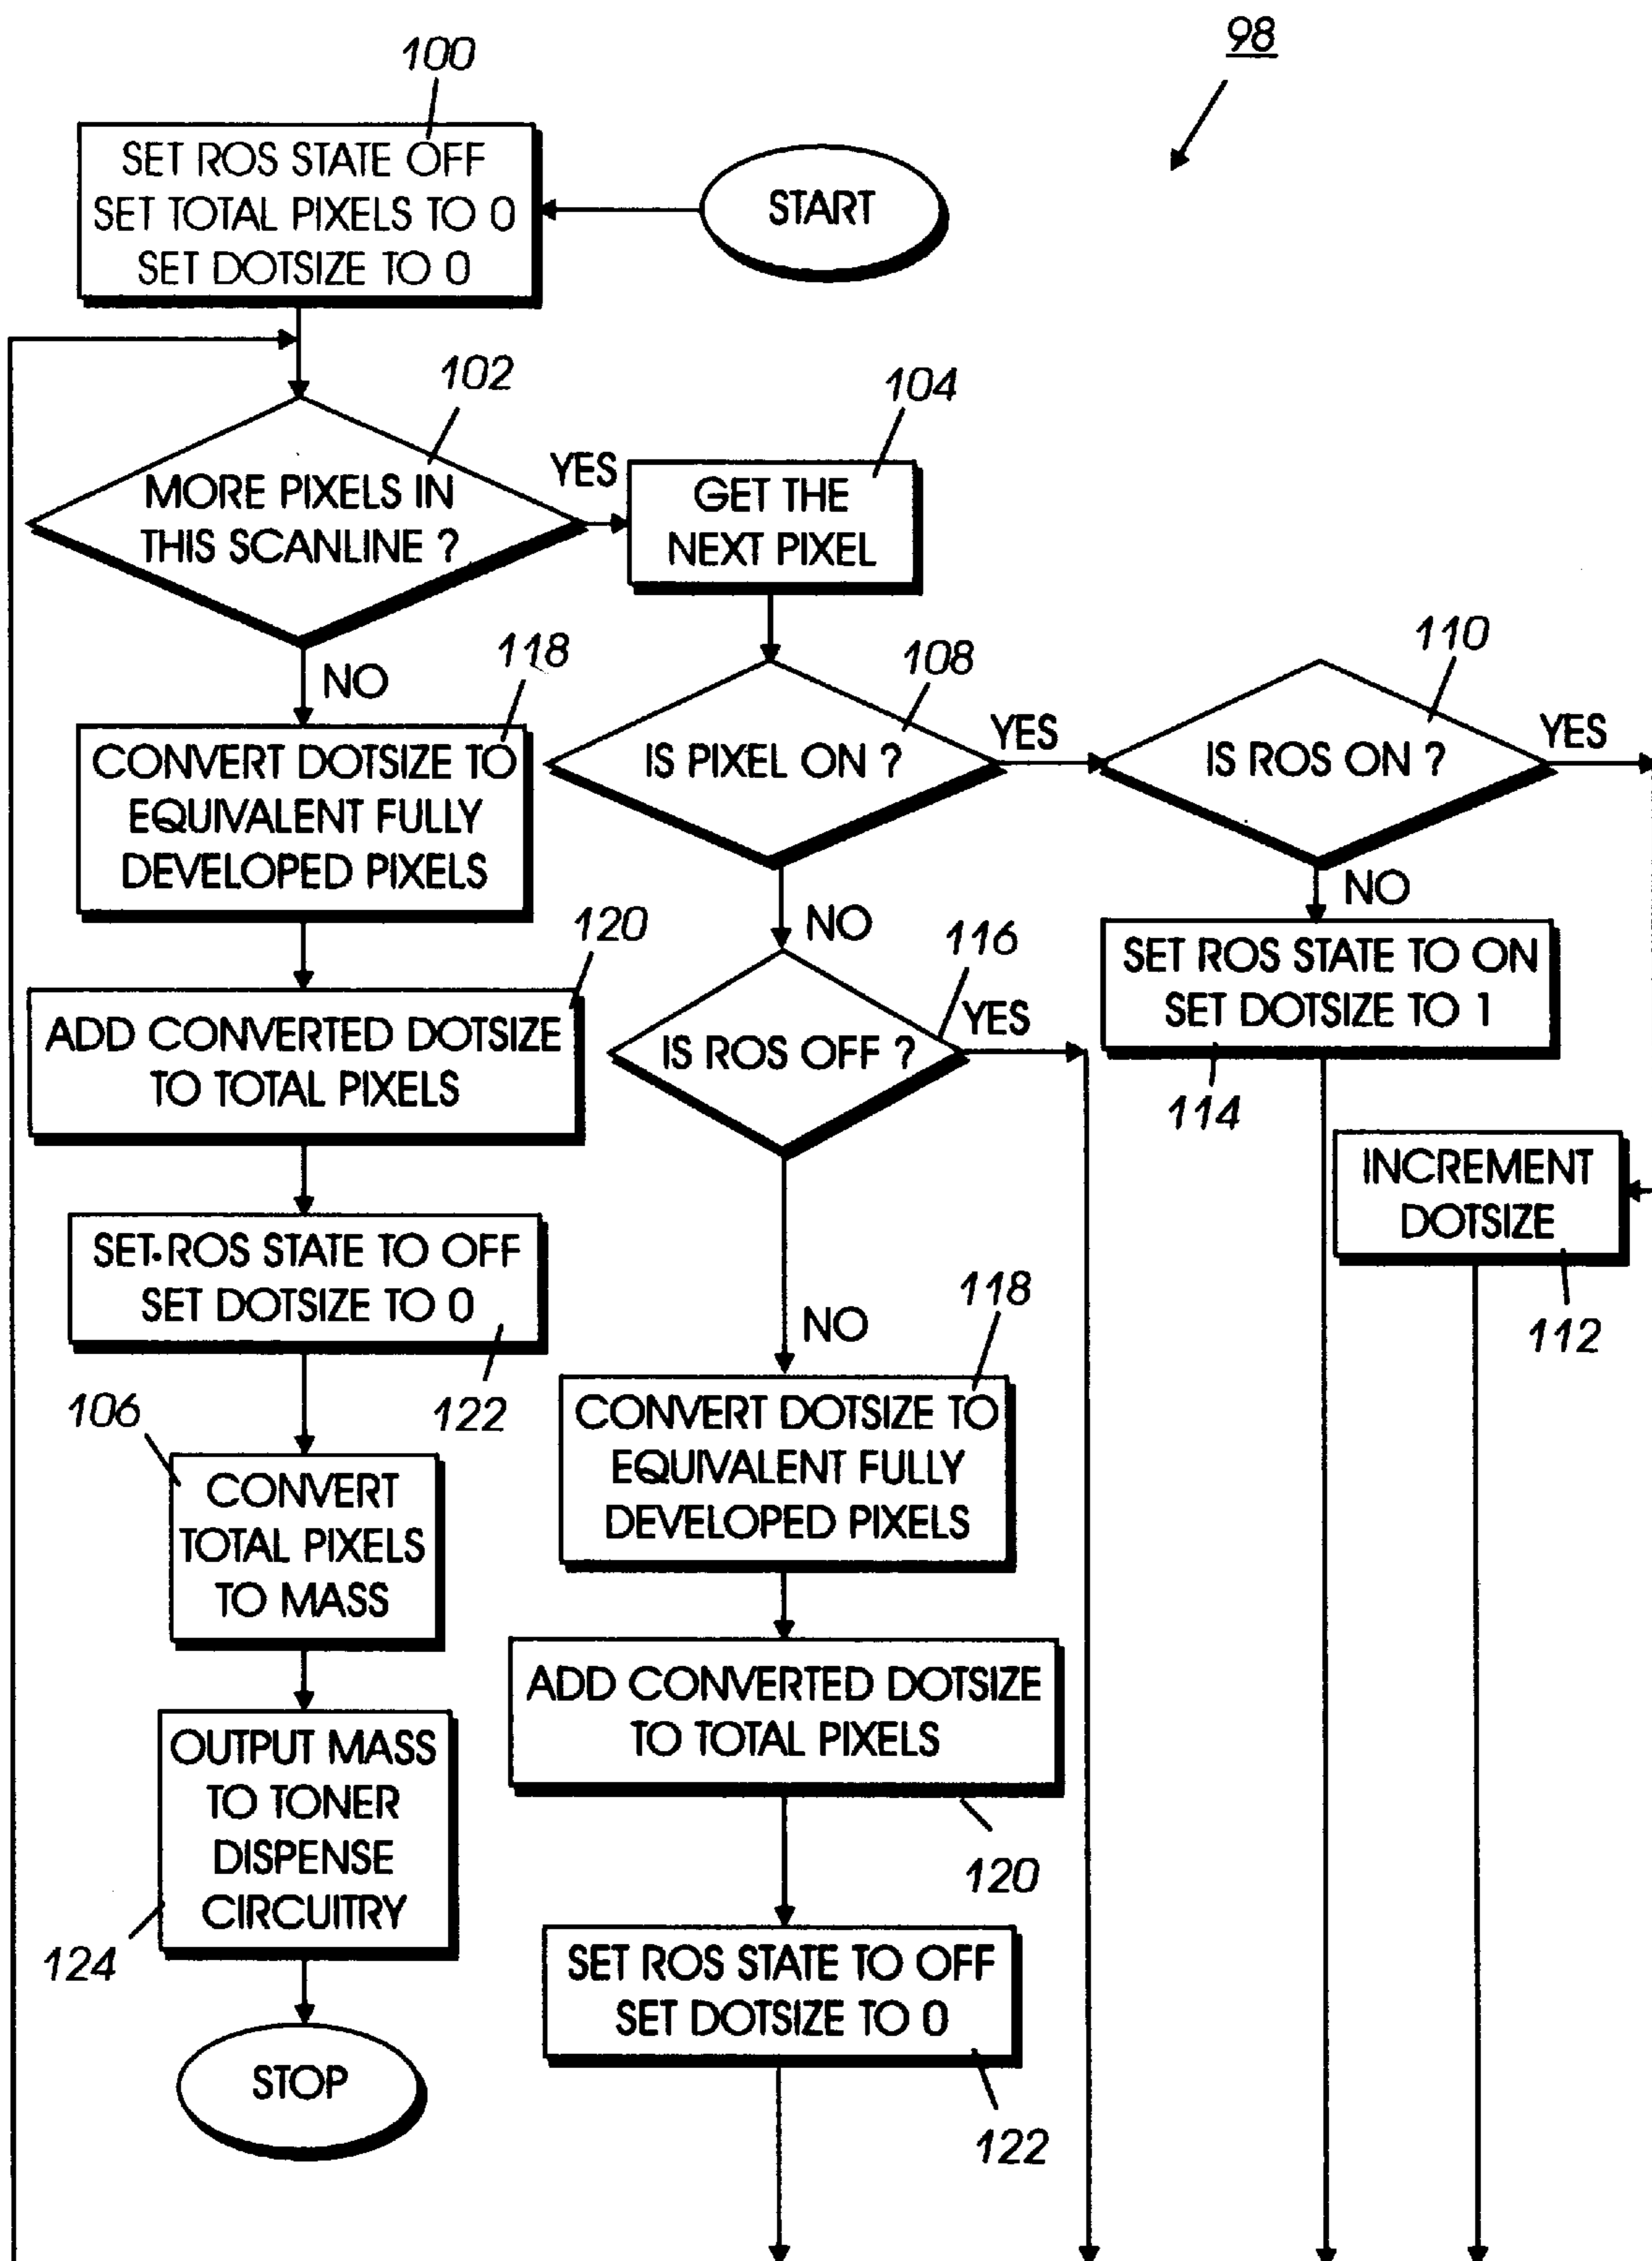 98
100
SET ROS STATE OFF
SET TOTAL PIXELS TO 0
SET DOTSIZE TO 0
START
102
MORE PIXELS IN
THIS SCANLINE ?
YES
104
GET THE
NEXT PIXEL
NO
118
CONVERT DOTSIZE TO
EQUIVALENT FULLY
DEVELOPED PIXELS
108
IS PIXEL ON ?
YES
110
IS ROS ON ?
YES
NO
NO
120
ADD CONVERTED DOTSIZE
TO TOTAL PIXELS
116
IS ROS OFF ?
YES
SET ROS STATE TO ON
SET DOTSIZE TO 1
114
INCREMENT
DOTSIZE
112
SET ROS STATE TO OFF
SET DOTSIZE TO 0
122
NO
118
CONVERT DOTSIZE TO
EQUIVALENT FULLY
DEVELOPED PIXELS
106
CONVERT
TOTAL PIXELS
TO MASS
ADD CONVERTED DOTSIZE
TO TOTAL PIXELS
120
OUTPUT MASS
TO TONER
DISPENSE
CIRCUITRY
124
SET ROS STATE TO OFF
SET DOTSIZE TO 0
122
STOP